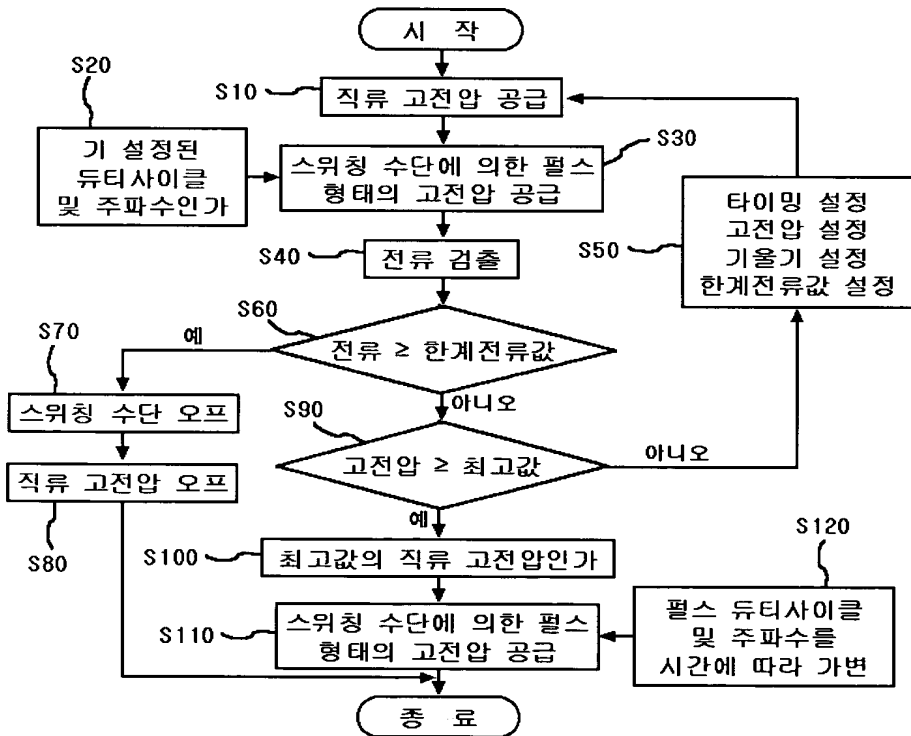 시 작
S10
직류 고전압 공급
S20
기 설정된
듀티사이클
및 주파수인가
S30
스위칭 수단에 의한 펄스
형태의 고전압 공급
S40
전류 검출
S50
타이밍 설정
고전압 설정
기울기 설정
한계전류값 설정
S60
전류 ≥ 한계전류값
예
아니오
S70
스위칭 수단 오프
S80
직류 고전압 오프
S90
고전압 ≥ 최고값
아니오
예
S100
최고값의 직류 고전압인가
S110
스위칭 수단에 의한 펄스
형태의 고전압 공급
S120
펄스 듀티사이클
및 주파수를
시간에 따라 가변
종 료